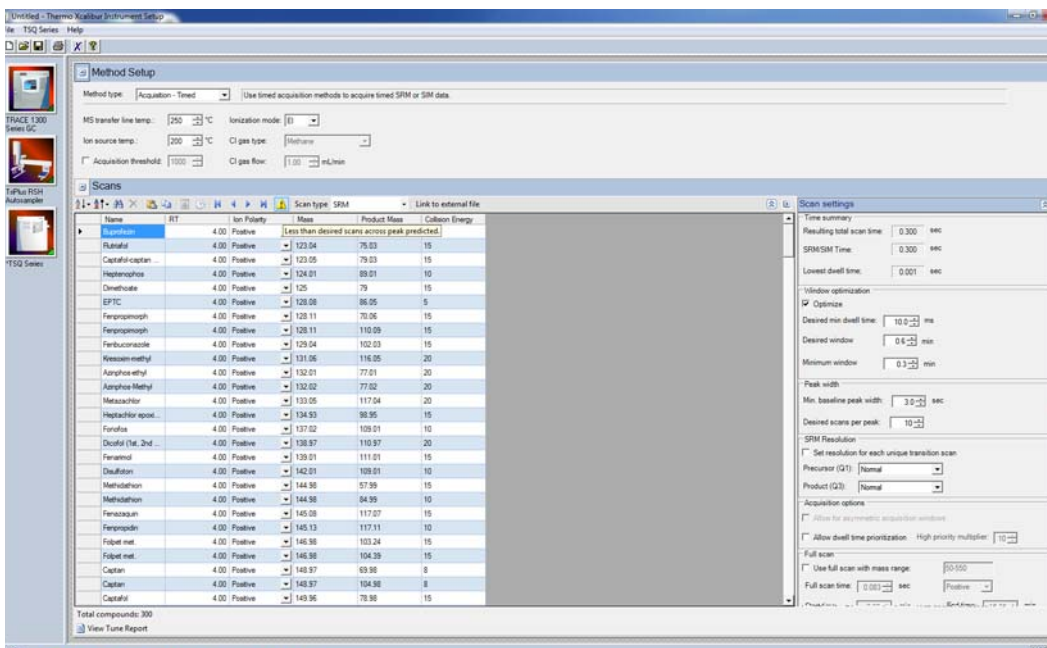 Untitled - Thermo Xcalibur Instrument Setup
File TSQ Series Help
TRACE 1300 Series GC
TriPlus RSH Autosampler
*TSQ Series
Method Setup
Method type: Acquisition - Timed Use timed acquisition methods to acquire timed SRM or SIM data.
MS transfer line temp.: 250 °C Ionization mode: EI
Ion source temp.: 200 °C CI gas type: Methane
Acquisition threshold: 1000 CI gas flow: 1.00 mL/min
Scans
Scan type SRM Link to external file
Name RT Ion Polarity Mass Product Mass Collision Energy
Buprofezin 4.00 Positive Less than desired scans across peak predicted.
Flutriafol 4.00 Positive 123.04 75.03 15
Captafol-captan ... 4.00 Positive 123.05 79.03 15
Heptenophos 4.00 Positive 124.01 89.01 10
Dimethoate 4.00 Positive 125 79 15
EPTC 4.00 Positive 128.08 86.05 5
Fenpropimorph 4.00 Positive 128.11 70.06 15
Fenpropimorph 4.00 Positive 128.11 110.09 15
Fenbuconazole 4.00 Positive 129.04 102.03 15
Kresoxim-methyl 4.00 Positive 131.06 116.05 20
Azinphos-ethyl 4.00 Positive 132.01 77.01 20
Azinphos-Methyl 4.00 Positive 132.02 77.02 20
Metazachlor 4.00 Positive 133.05 117.04 20
Heptachlor epoxi... 4.00 Positive 134.93 98.95 15
Fonofos 4.00 Positive 137.02 109.01 10
Dicofol (1st, 2nd ... 4.00 Positive 138.97 110.97 20
Fenarimol 4.00 Positive 139.01 111.01 15
Disulfoton 4.00 Positive 142.01 109.01 10
Methidathion 4.00 Positive 144.98 57.99 15
Methidathion 4.00 Positive 144.98 84.99 10
Fenazaquin 4.00 Positive 145.08 117.07 15
Fenpropidin 4.00 Positive 145.13 117.11 10
Folpet met. 4.00 Positive 146.98 103.24 15
Folpet met. 4.00 Positive 146.98 104.39 15
Captan 4.00 Positive 148.97 69.98 8
Captan 4.00 Positive 148.97 104.98 8
Captafol 4.00 Positive 149.96 78.98 15
Total compounds: 300
View Tune Report
Scan settings
Time summary
Resulting total scan time 0.300 sec
SRM/SIM Time: 0.300 sec
Lowest dwell time: 0.001 sec
Window optimization
Optimize
Desired min dwell time: 10.0 ms
Desired window 0.6 min
Minimum window 0.3 min
Peak width
Min. baseline peak width: 3.0 sec
Desired scans per peak: 10
SRM Resolution
Set resolution for each unique transition scan
Precursor (Q1): Normal
Product (Q3): Normal
Acquisition options
Allow for asymmetric acquisition windows
Allow dwell time prioritization High priority multiplier: 10
Full scan
Use full scan with mass range: 50-550
Full scan time: 0.083 sec Positive